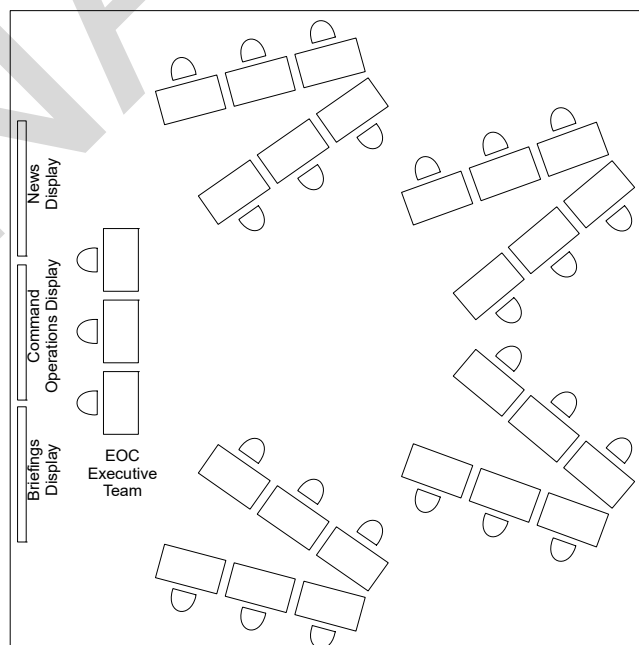 News
Display
Command
Operations Display
Briefings
Display
EOC
Executive
Team